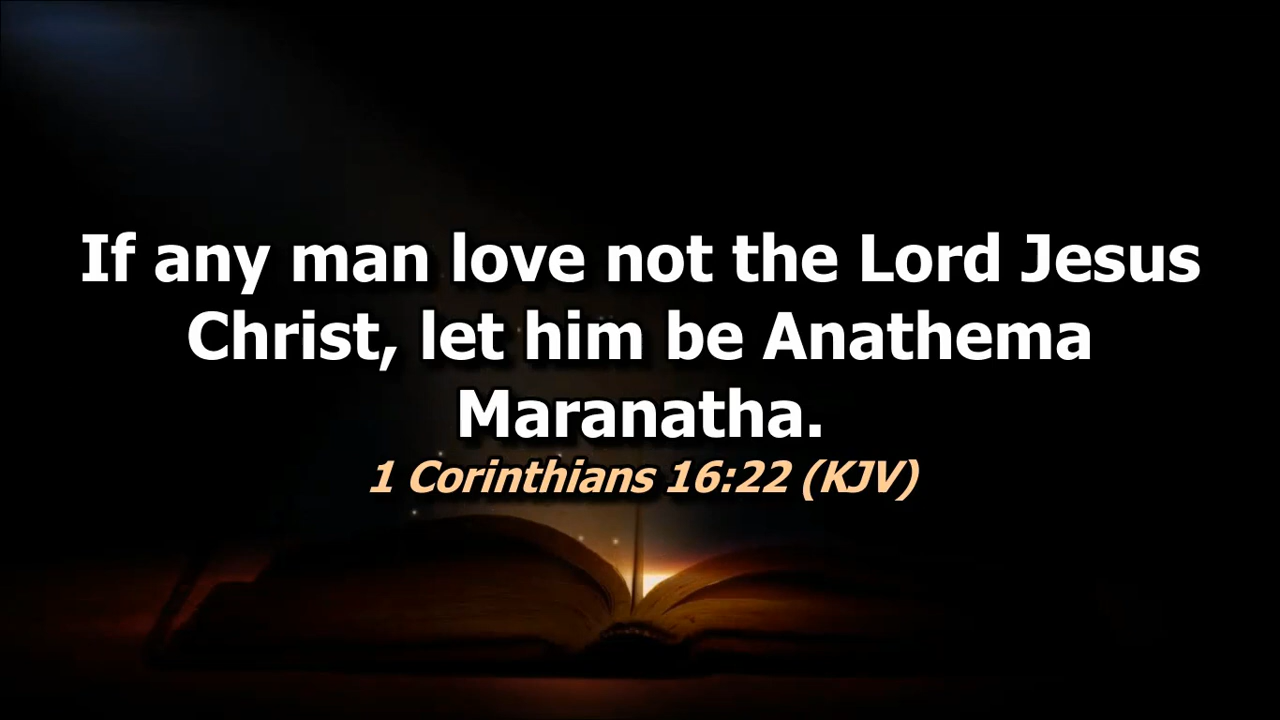 If any man love not the Lord Jesus
Christ, let him be Anathema
Maranatha.
1 Corinthians 16:22 (KJV)